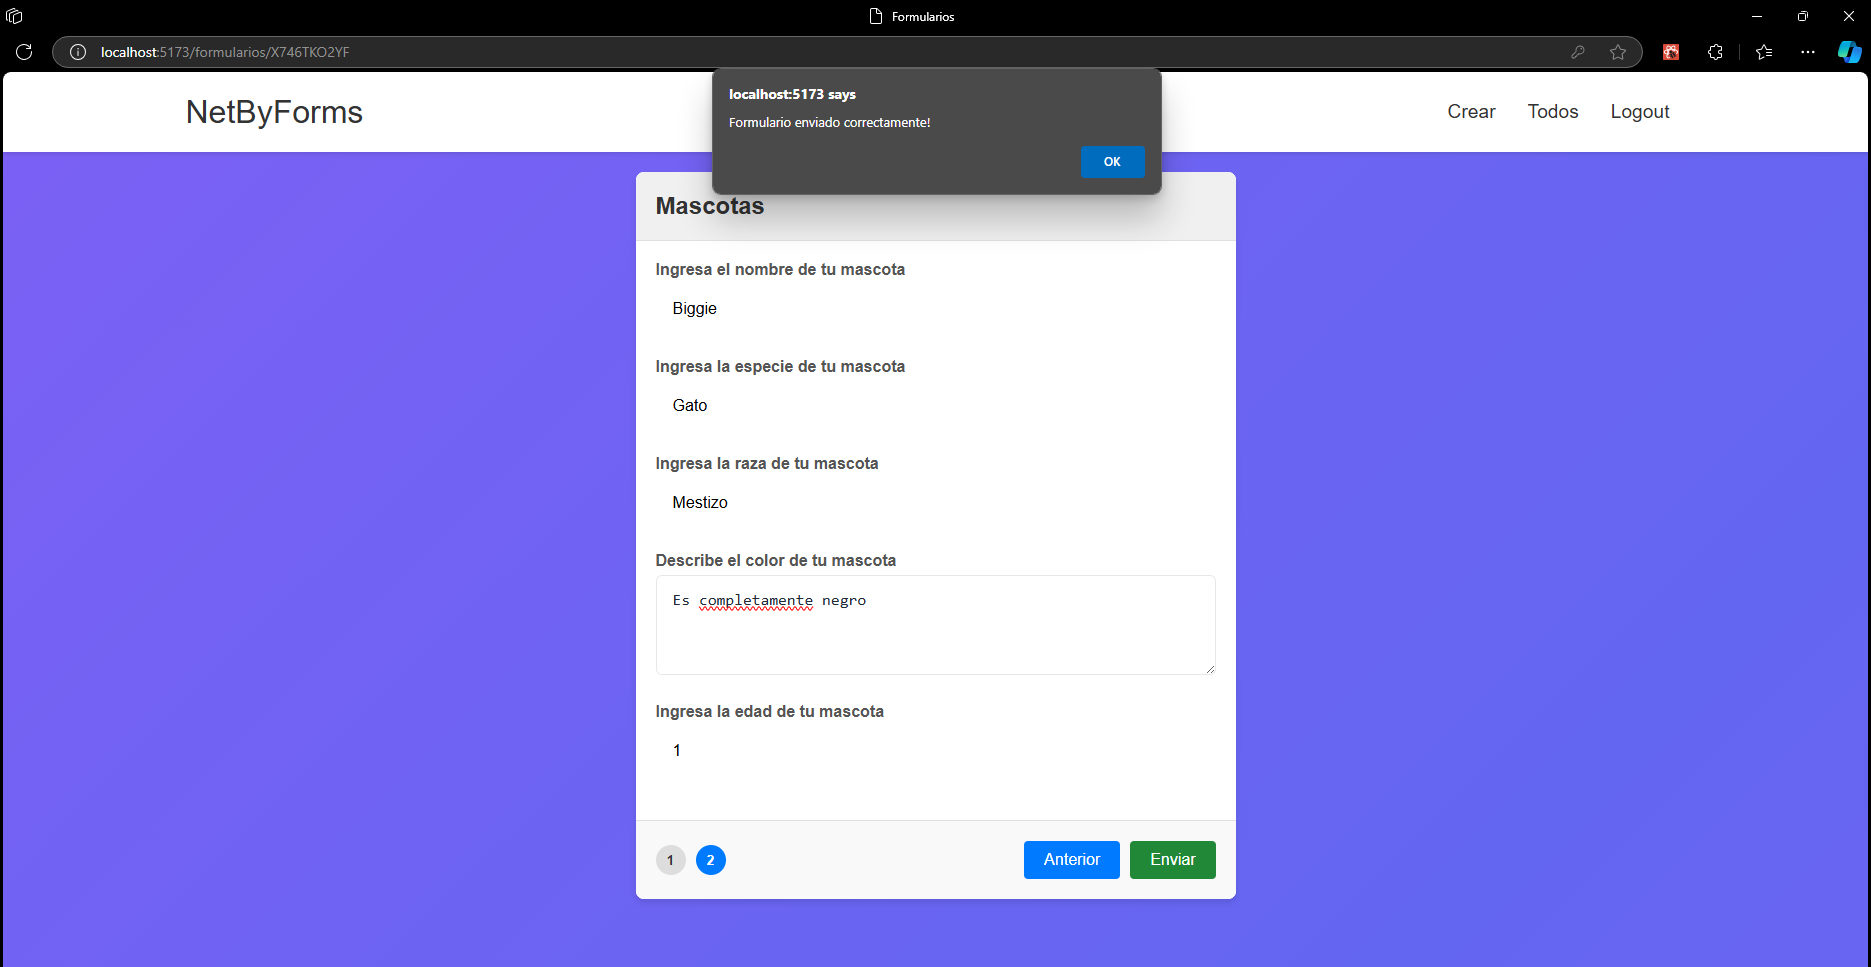 Formularios
localhost:5173/formularios/X746TKO2YF
localhost:5173 says
Formulario enviado correctamente!
OK
NetByForms
Crear Todos Logout
Mascotas
Ingresa el nombre de tu mascota
Biggie
Ingresa la especie de tu mascota
Gato
Ingresa la raza de tu mascota
Mestizo
Describe el color de tu mascota
Es completamente negro
Ingresa la edad de tu mascota
1
1 2 Anterior Enviar